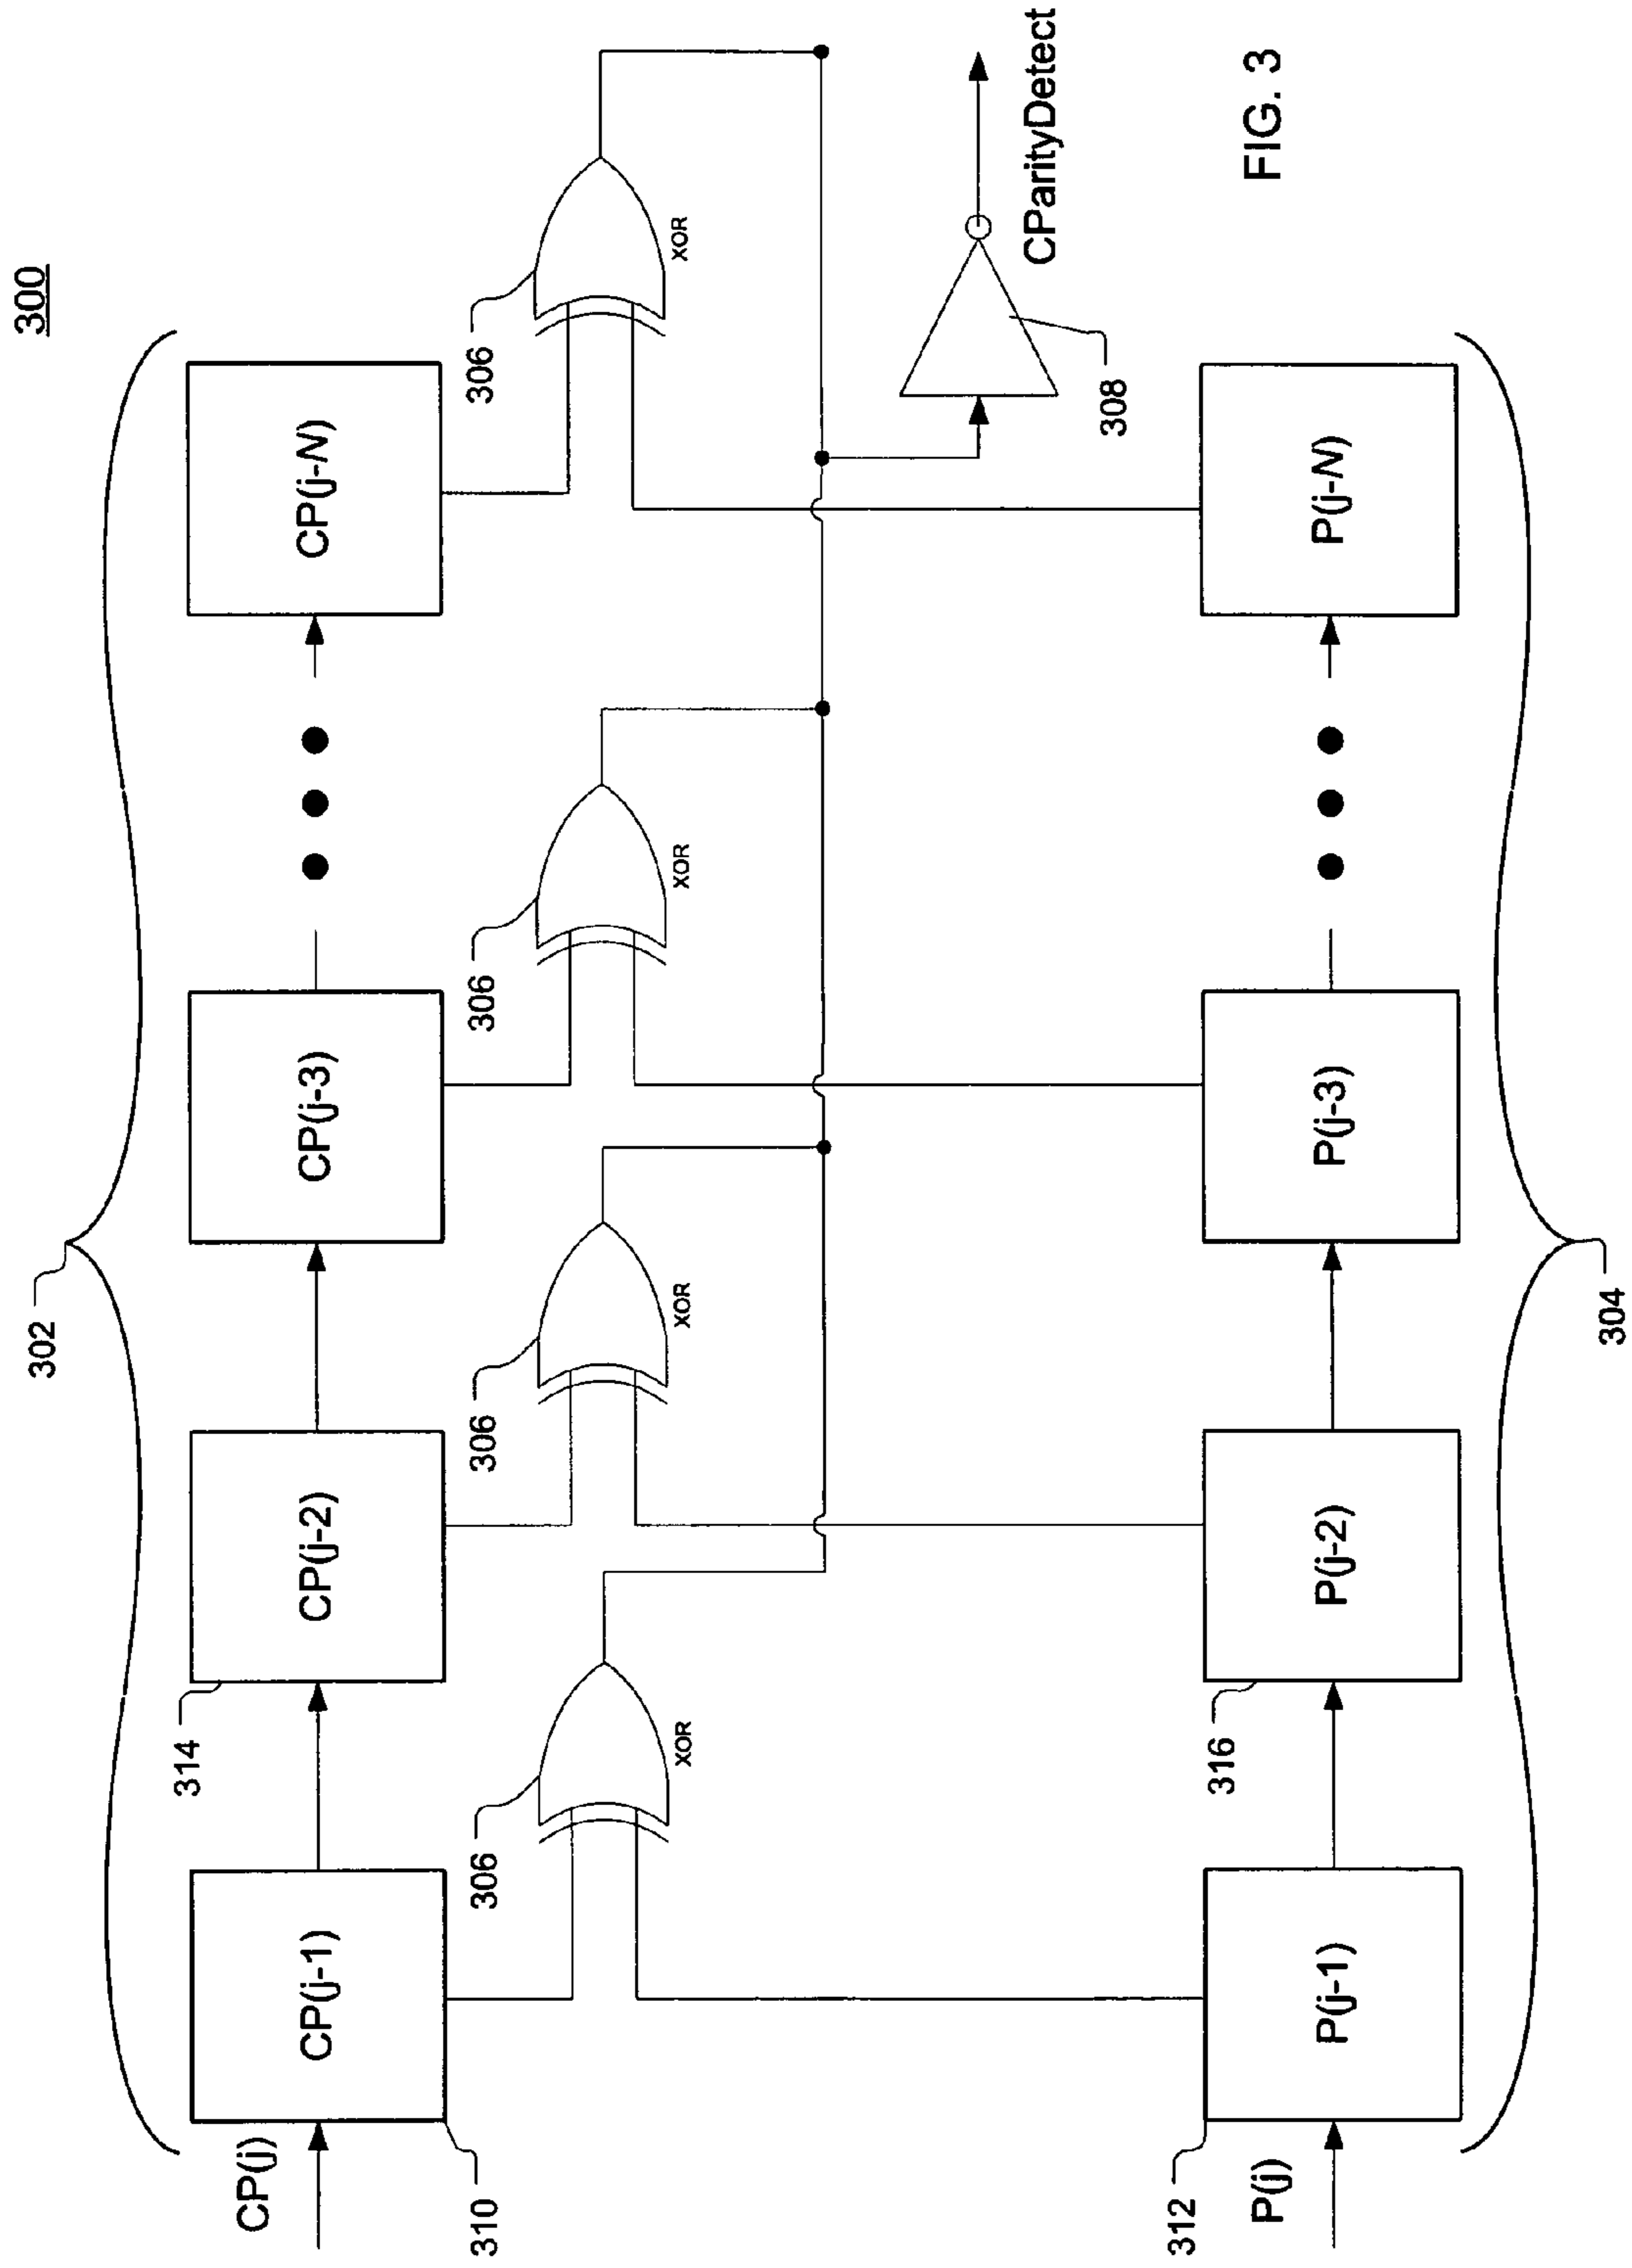 300
302
CP(j)
CP(j-1)
CP(j-2)
CP(j-3)
CP(j-N)
310
314
306
306
306
306
XOR
XOR
XOR
XOR
308
CParityDetect
312
316
P(j)
P(j-1)
P(j-2)
P(j-3)
P(j-N)
304
FIG. 3